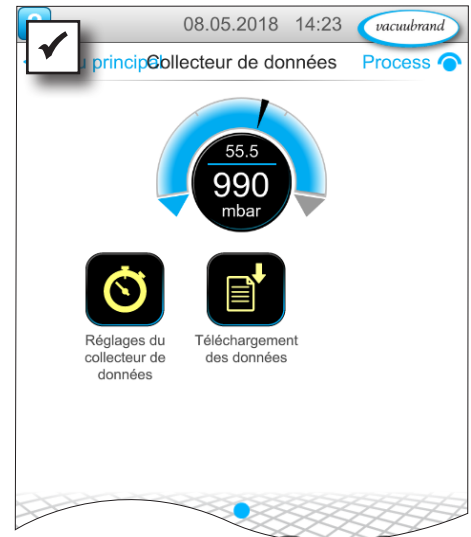 08.05.2018 14:23 vacuubrand
principal Collecteur de données Process
55.5
990
mbar
Réglages du
collecteur de
données
Téléchargement
des données